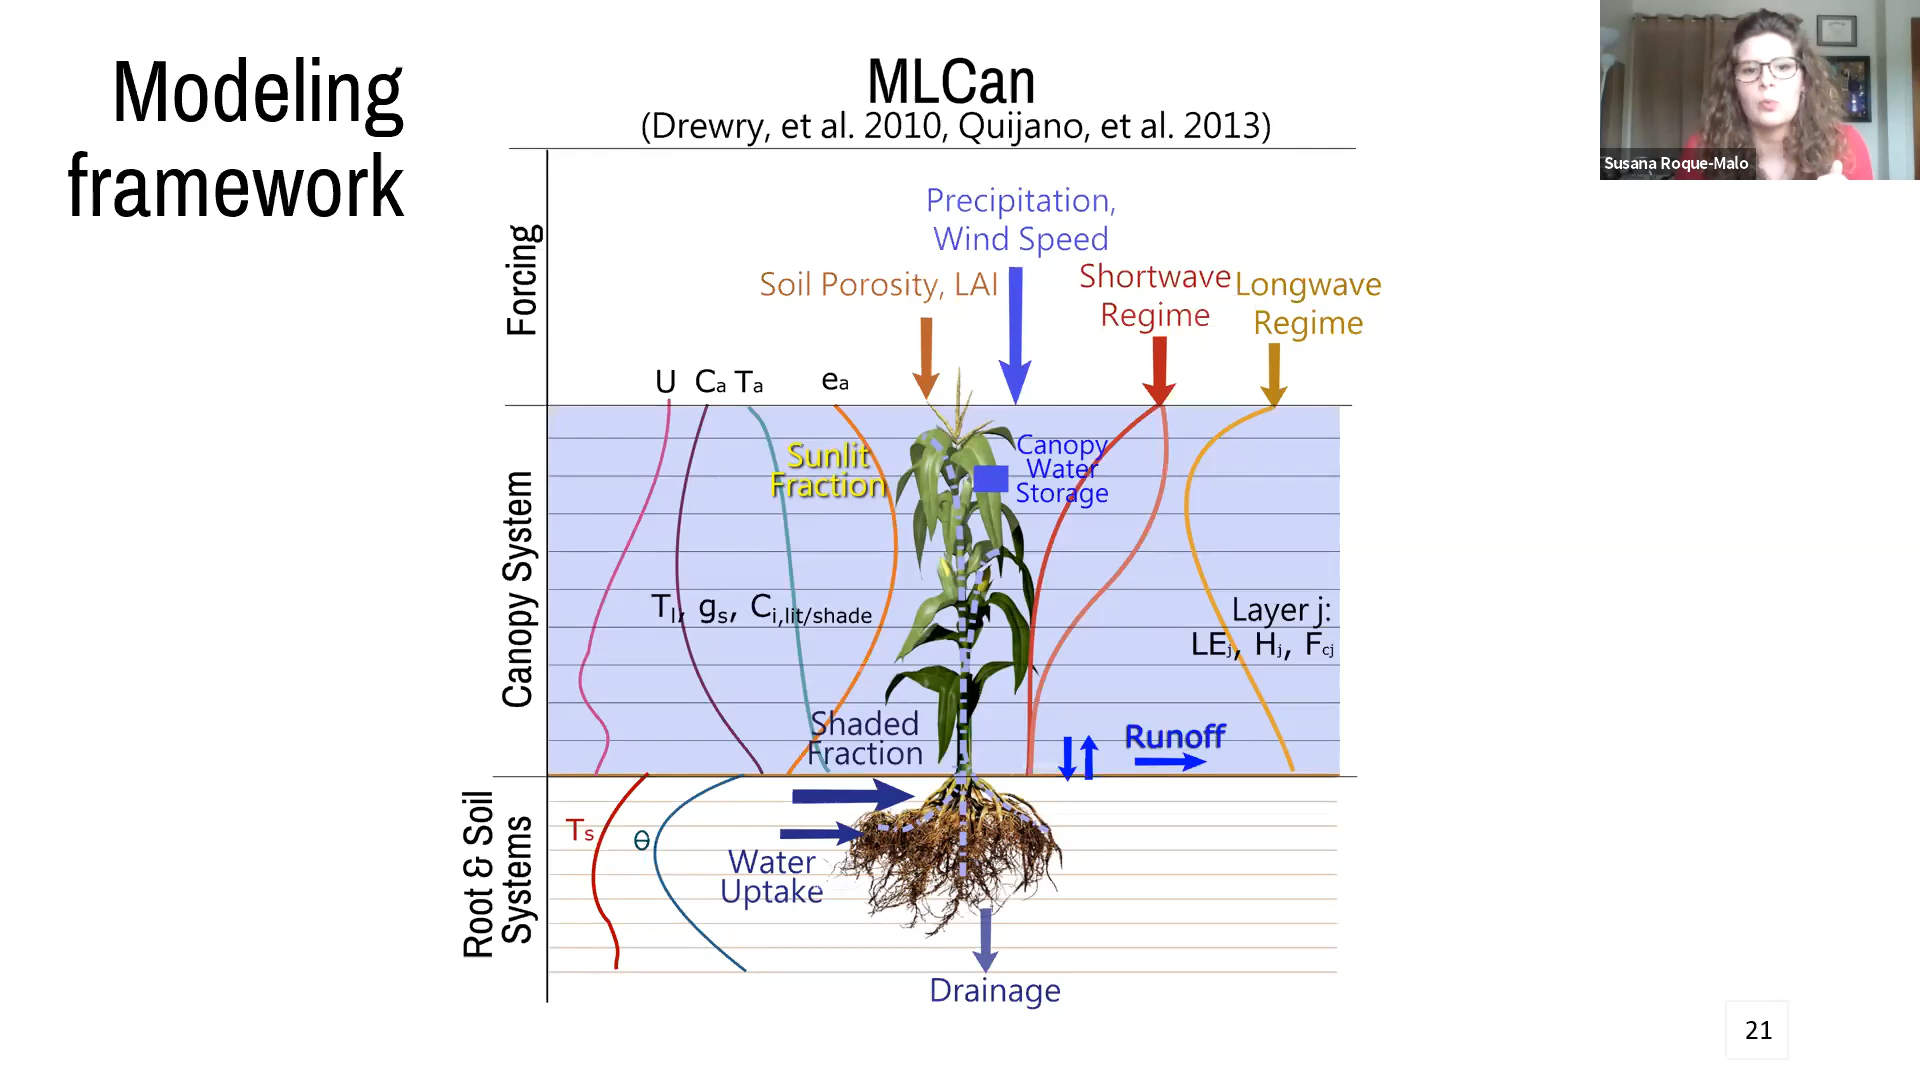 Modeling
framework
MLCan
(Drewry, et al. 2010, Quijano, et al. 2013)
Susana Roque-Malo
Forcing
Precipitation,
Wind Speed
Soil Porosity, LAI
Shortwave
Regime
Longwave
Regime
U Ca Ta ea
Canopy System
Sunlit
Fraction
Canopy
Water
Storage
Tl, gs, Ci,lit/shade
Layer j:
LEj, Hj, Fcj
Shaded
Fraction
Runoff
Root & Soil
Systems
Ts
θ
Water
Uptake
Drainage
21